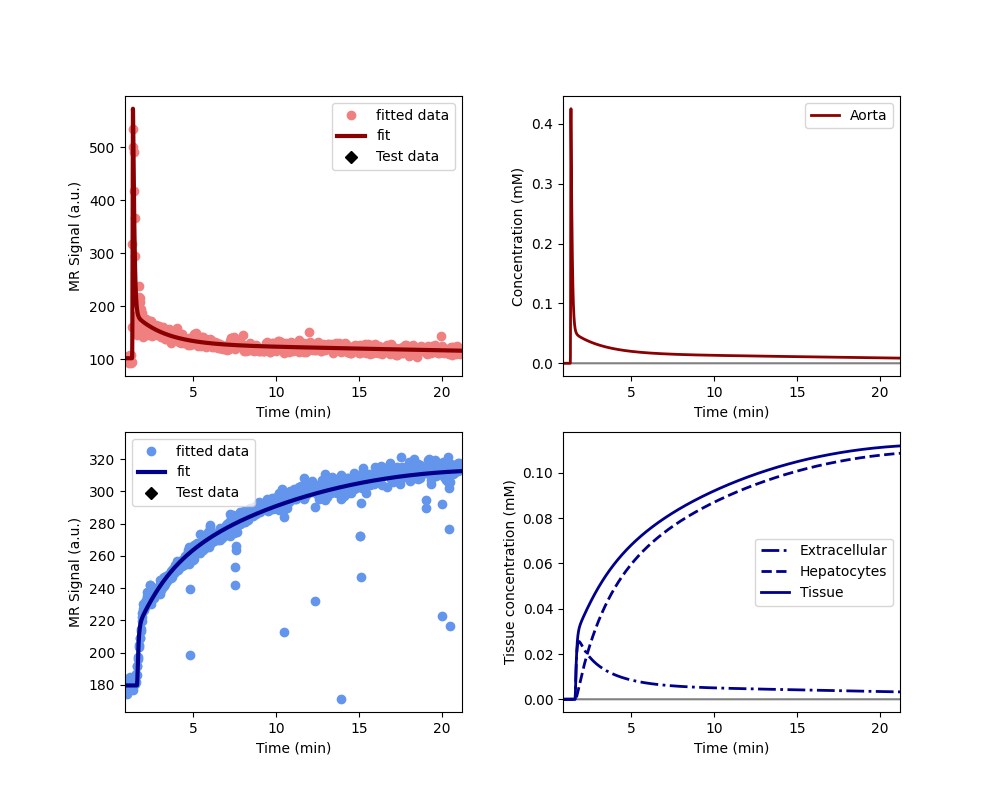 MR Signal (a.u.)
500
400
300
200
100
5
10
15
20
Time (min)
fitted data
fit
Test data
Concentration (mM)
0.4
0.3
0.2
0.1
0.0
5
10
15
20
Time (min)
Aorta
MR Signal (a.u.)
320
300
280
260
240
220
200
180
5
10
15
20
Time (min)
fitted data
fit
Test data
Tissue concentration (mM)
0.10
0.08
0.06
0.04
0.02
0.00
5
10
15
20
Time (min)
Extracellular
Hepatocytes
Tissue